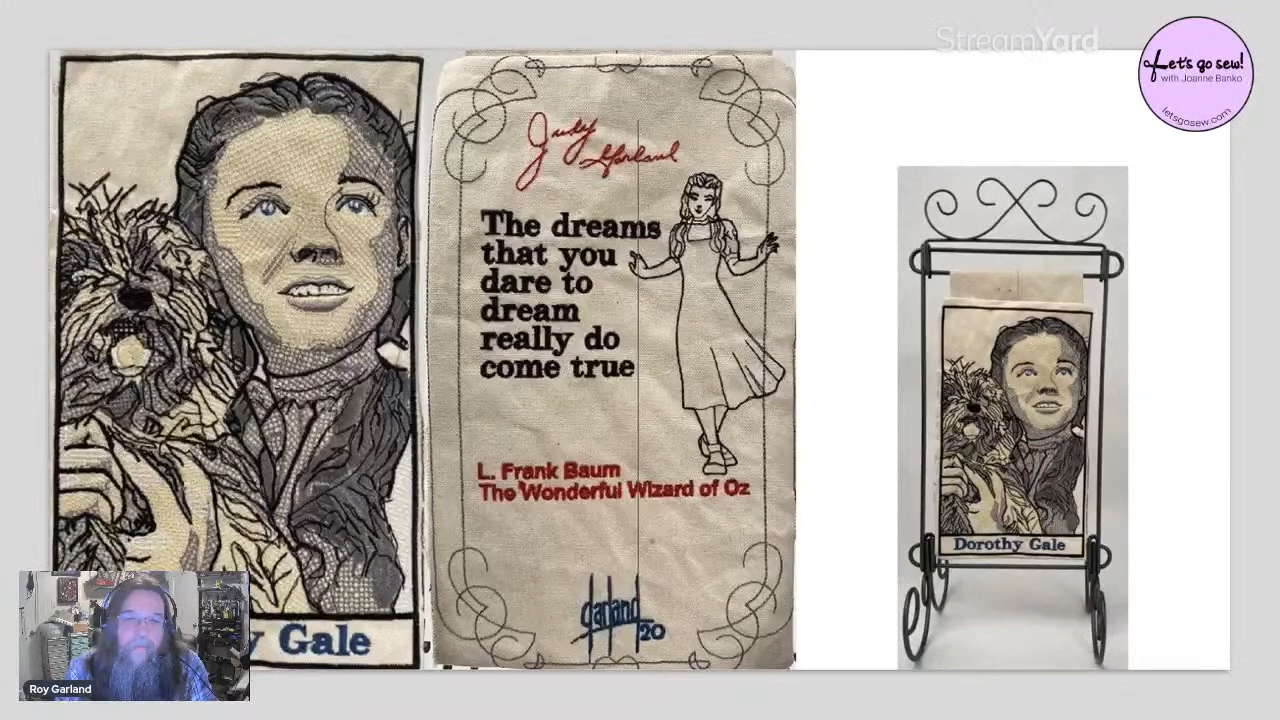 StreamYard
Let's go sew!
with Joanne Banko
letsgosew.com
Judy
Garland
The dreams
that you
dare to
dream
really do
come true
L. Frank Baum
The Wonderful Wizard of Oz
garland
20
y Gale
Dorothy Gale
Roy Garland